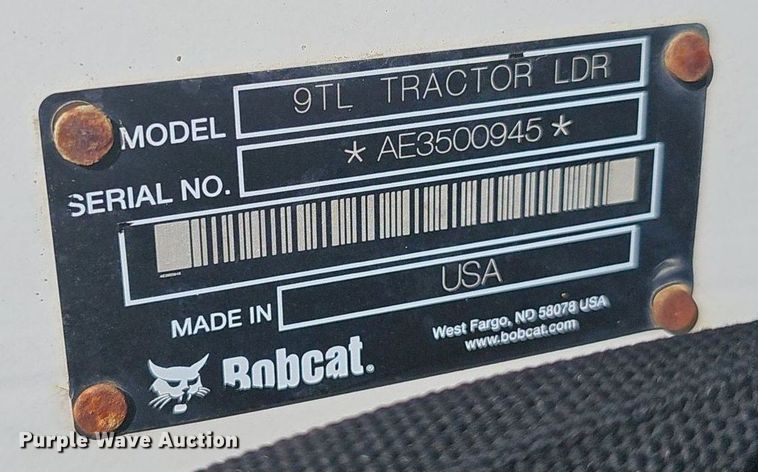 MODEL 9TL TRACTOR LDR
SERIAL NO. * AE3500945 *
MADE IN USA
Bobcat.
West Fargo, ND 58078 USA
www.bobcat.com
Purple Wave Auction